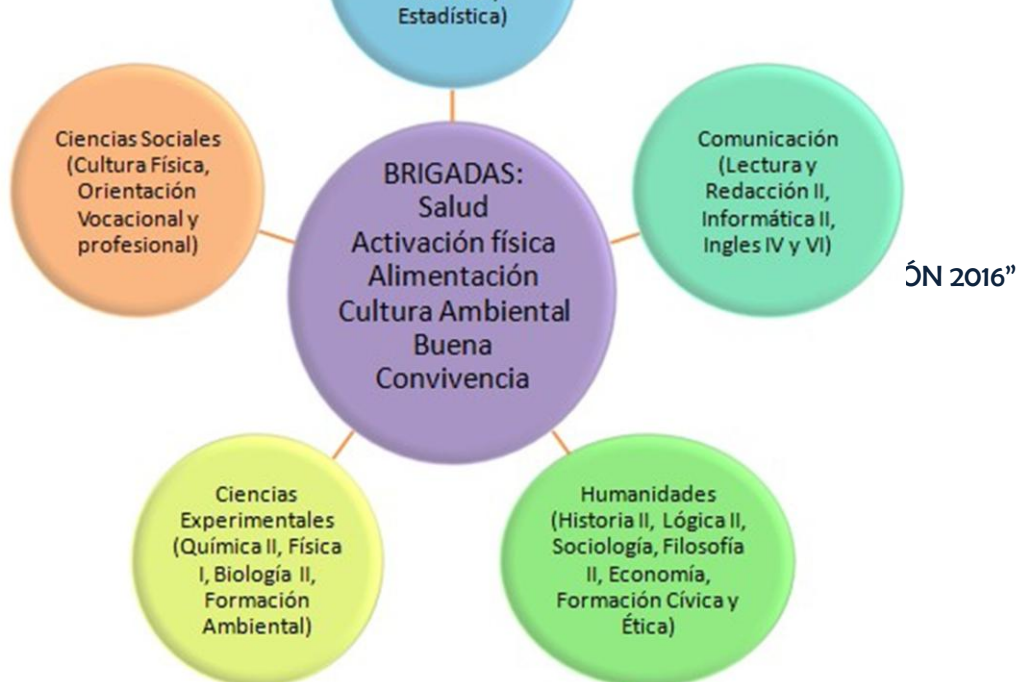 Estadística)
Ciencias Sociales
(Cultura Física,
Orientación
Vocacional y
profesional)
BRIGADAS:
Salud
Activación física
Alimentación
Cultura Ambiental
Buena
Convivencia
Comunicación
(Lectura y
Redacción II,
Informática II,
Ingles IV y VI)
ÓN 2016”
Ciencias
Experimentales
(Química II, Física
I, Biología II,
Formación
Ambiental)
Humanidades
(Historia II, Lógica II,
Sociología, Filosofía
II, Economía,
Formación Cívica y
Ética)